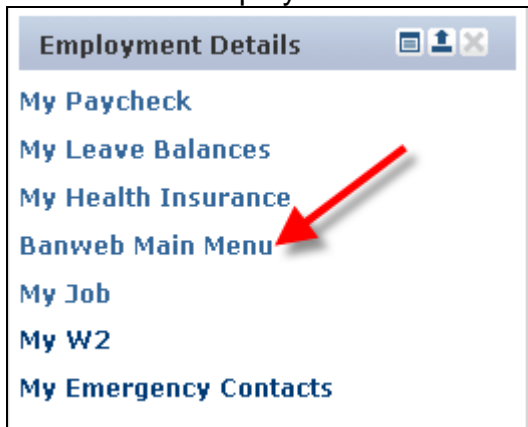 Employment Details
My Paycheck
My Leave Balances
My Health Insurance
Banweb Main Menu
My Job
My W2
My Emergency Contacts